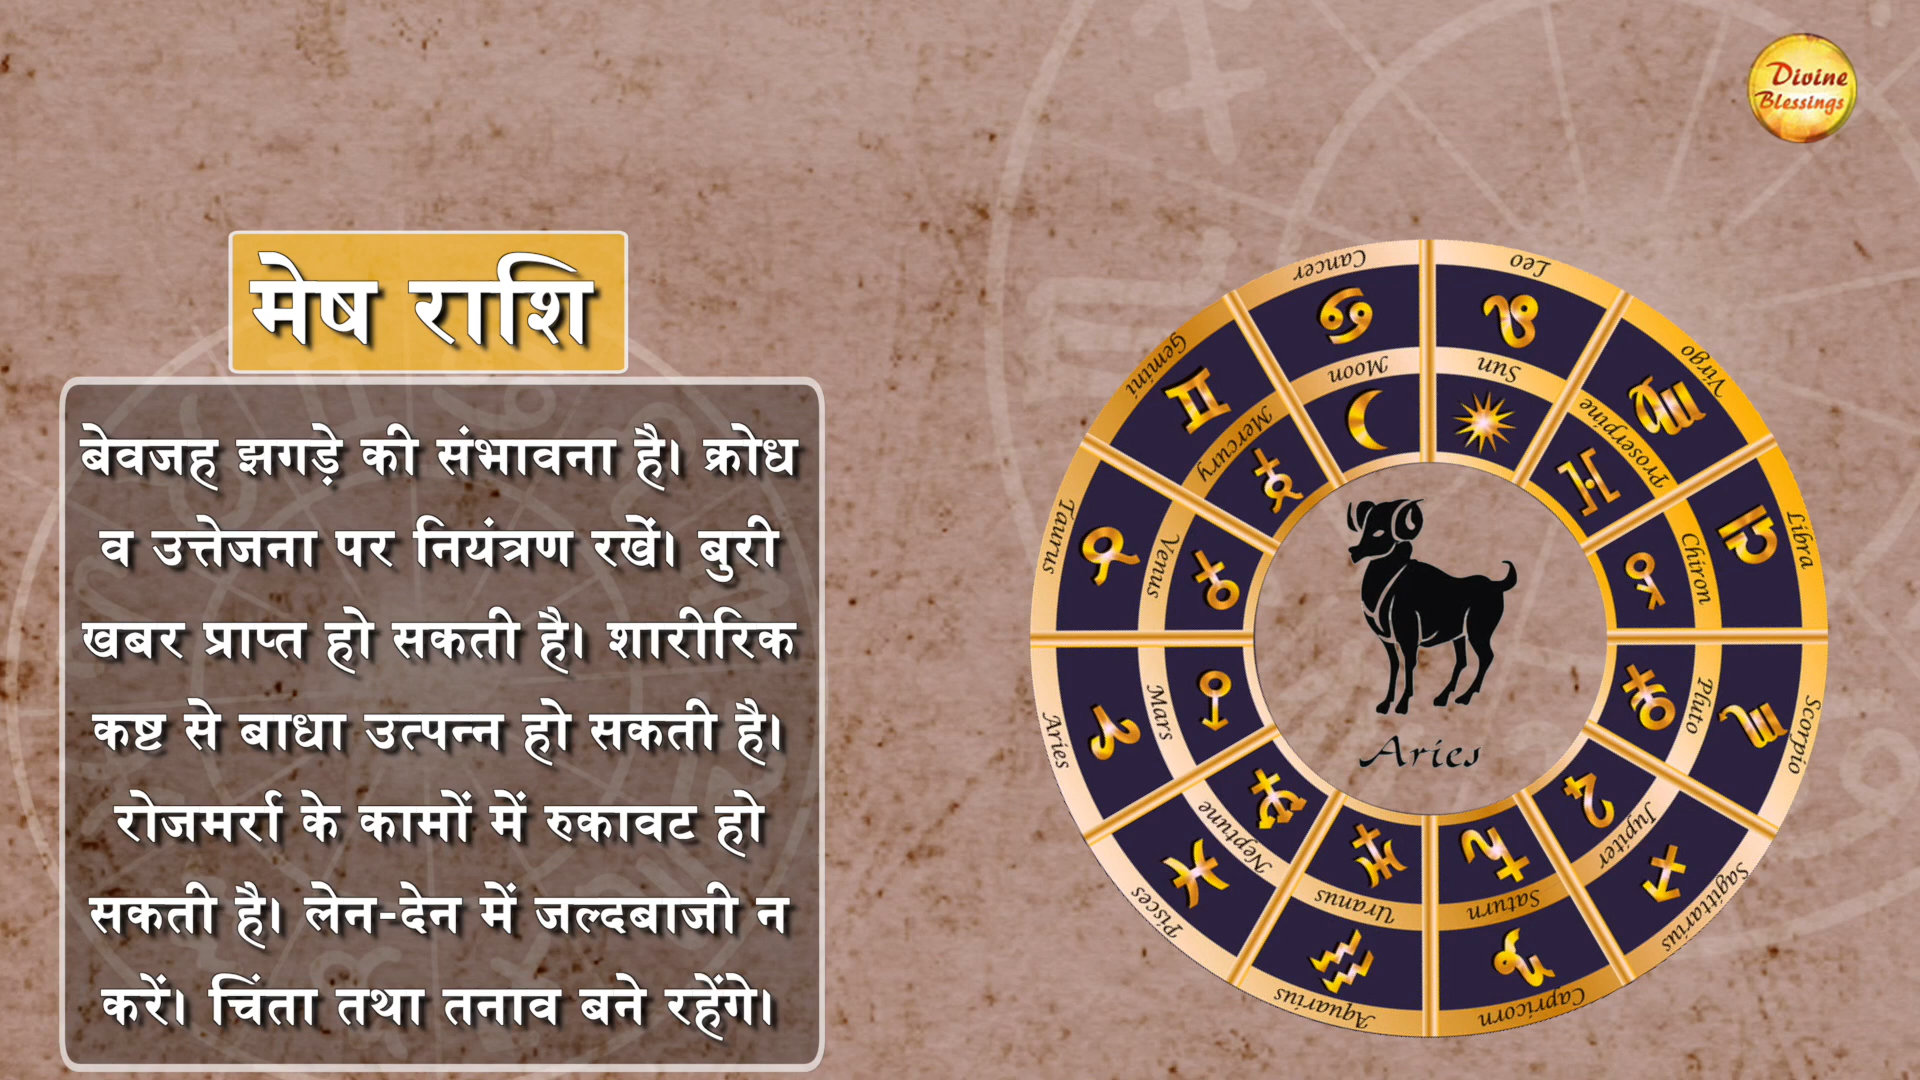 Divine
Blessings
मेष राशि
बेवजह झगड़े की संभावना है। क्रोध
व उत्तेजना पर नियंत्रण रखें। बुरी
खबर प्राप्त हो सकती है। शारीरिक
कष्ट से बाधा उत्पन्न हो सकती है।
रोजमर्रा के कामों में रुकावट हो
सकती है। लेन-देन में जल्दबाजी न
करें। चिंता तथा तनाव बने रहेंगे।
Cancer
Leo
Virgo
Libra
Scorpio
Sagittarius
Capricorn
Aquarius
Pisces
Aries
Taurus
Gemini
Moon
Sun
Proserpine
Chiron
Pluto
Jupiter
Saturn
Uranus
Neptune
Mars
Venus
Mercury
Aries